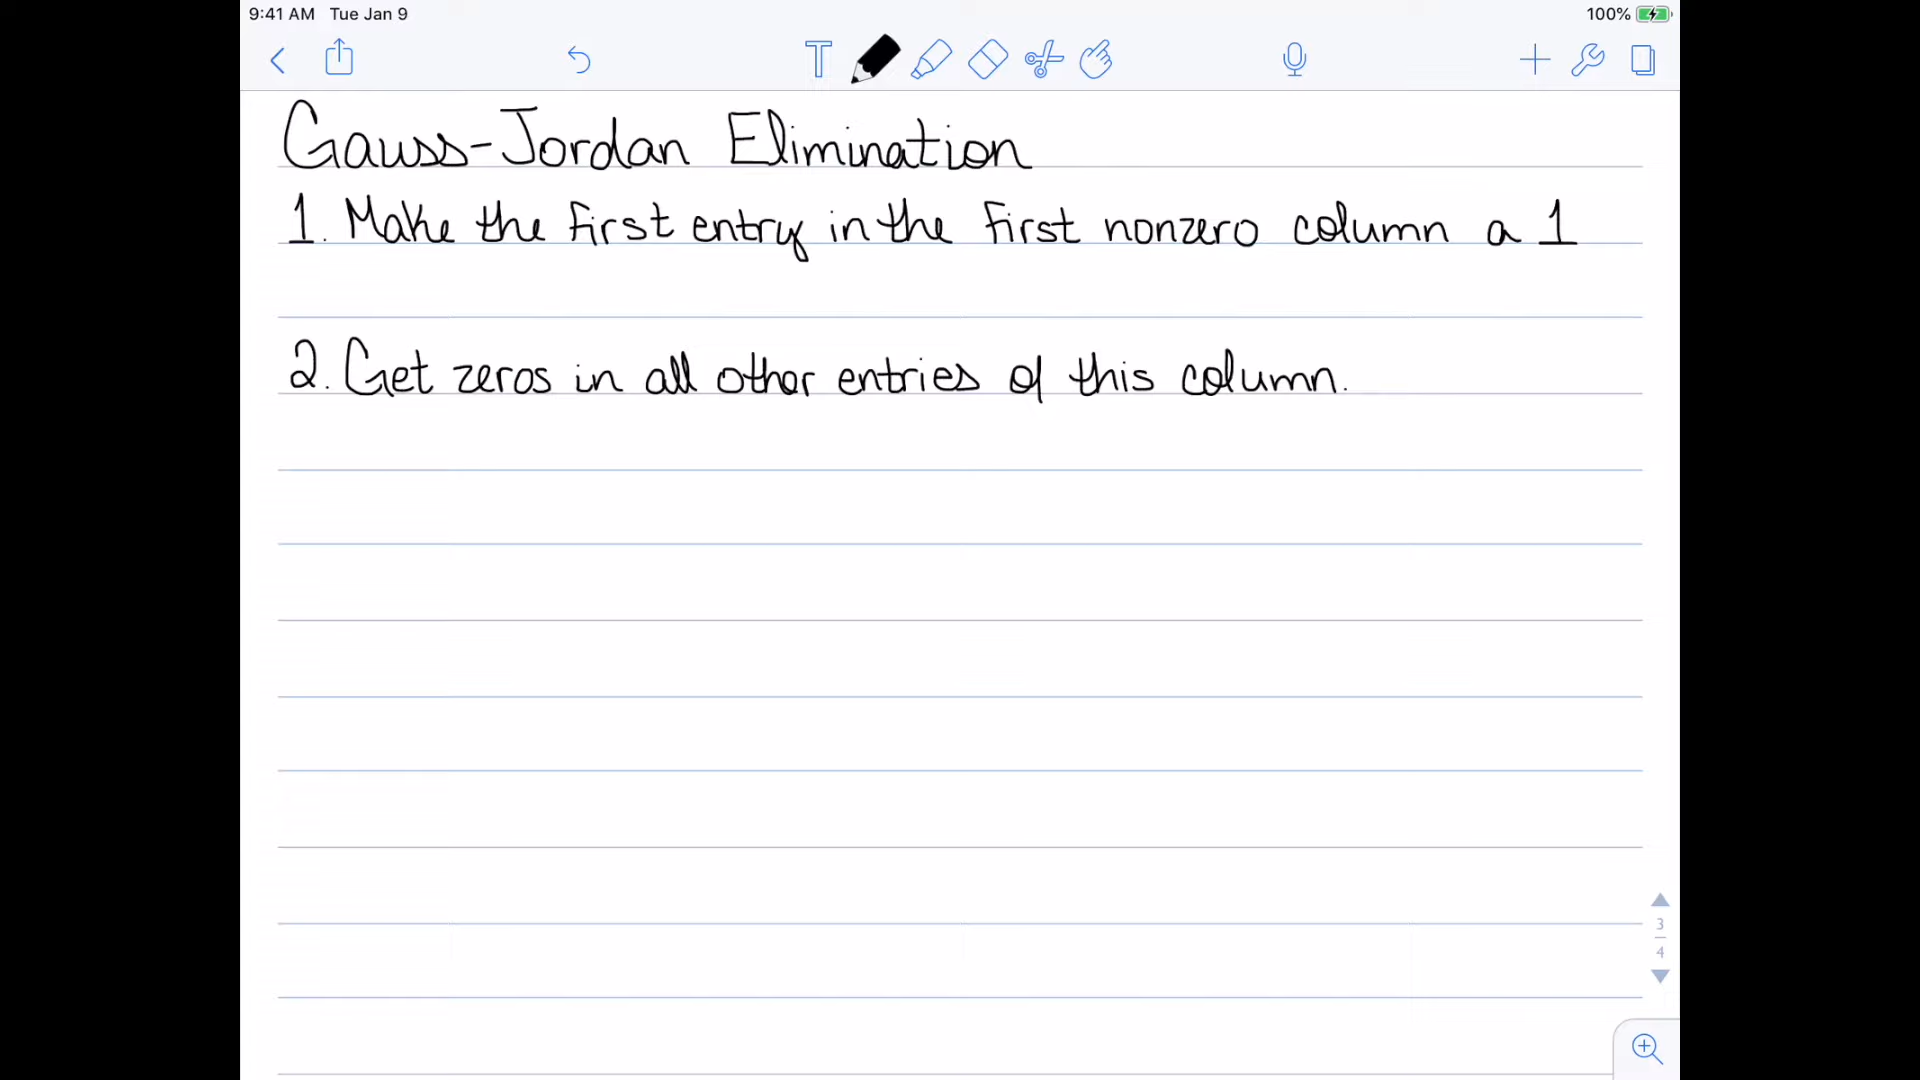 9:41 AM Tue Jan 9 100%
T
Gauss-Jordan Elimination
1. Make the first entry in the first nonzero column a 1
2. Get zeros in all other entries of this column.
3
4